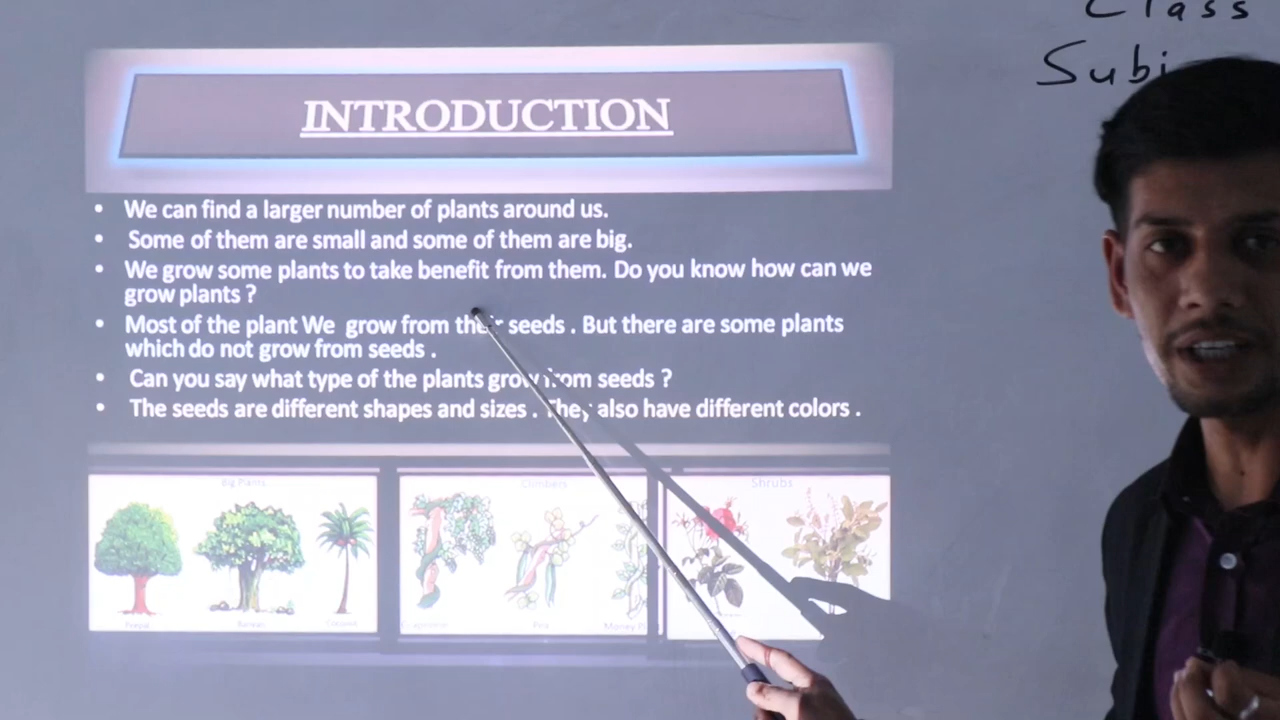 Class
INTRODUCTION
• We can find a larger number of plants around us.
• Some of them are small and some of them are big.
• We grow some plants to take benefit from them. Do you know how can we
grow plants ?
• Most of the plant We grow from their seeds . But there are some plants
which do not grow from seeds .
• Can you say what type of the plants grow from seeds ?
• The seeds are different shapes and sizes . They also have different colors .
Big Plants
Climbers
Shrubs
Banyan
Coconut
Pea
Money